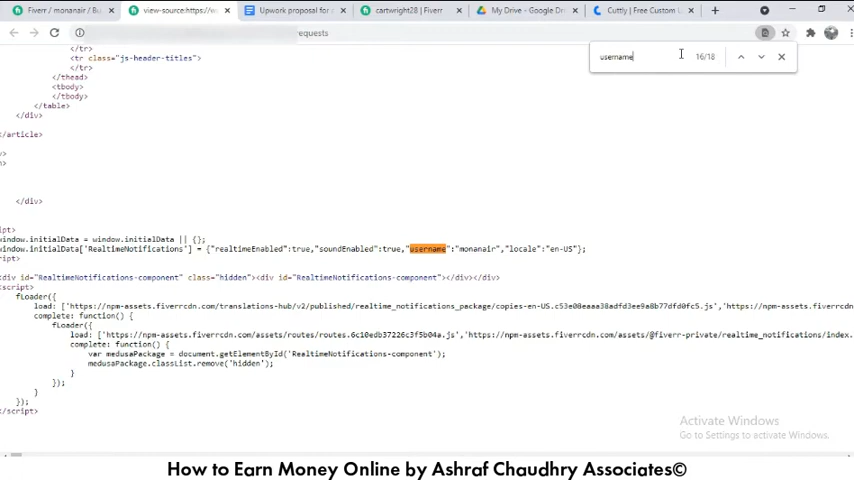 Fiverr / monanair / Bu
view-source:https://w
Upwork proposal for a
cartwright28 | Fiverr
My Drive - Google Dri
Cuttly | Free Custom U
requests
username
16/18
</tr>
<tr class="js-header-titles">
</tr>
</thead>
<tbody>
</tbody>
</table>
</div>
</article>
</div>
ipt>
window.initialData = window.initialData || {};
window.initialData['RealtimeNotifications'] = {"realtimeEnabled":true,"soundEnabled":true,"username":"monanair","locale":"en-US"};
cript>
<div id="RealtimeNotifications-component" class="hidden"><div id="RealtimeNotifications-component"></div></div>
<script>
fLoader({
load: ['https://npm-assets.fiverrcdn.com/translations-hub/v2/published/realtime_notifications_package/copies-en-US.c53e08eaaa38adfd3ee9a8b77dfd0fc5.js','https://npm-assets.fiverrcdn
complete: function() {
fLoader({
load: ['https://npm-assets.fiverrcdn.com/assets/routes/routes.6c10edb37226c3f5b04a.js','https://npm-assets.fiverrcdn.com/assets/@fiverr-private/realtime_notifications/index.
complete: function() {
var medusaPackage = document.getElementById('RealtimeNotifications-component');
medusaPackage.classList.remove('hidden');
}
});
}
});
</script>
Activate Windows
Go to Settings to activate Windows.
How to Earn Money Online by Ashraf Chaudhry Associates©